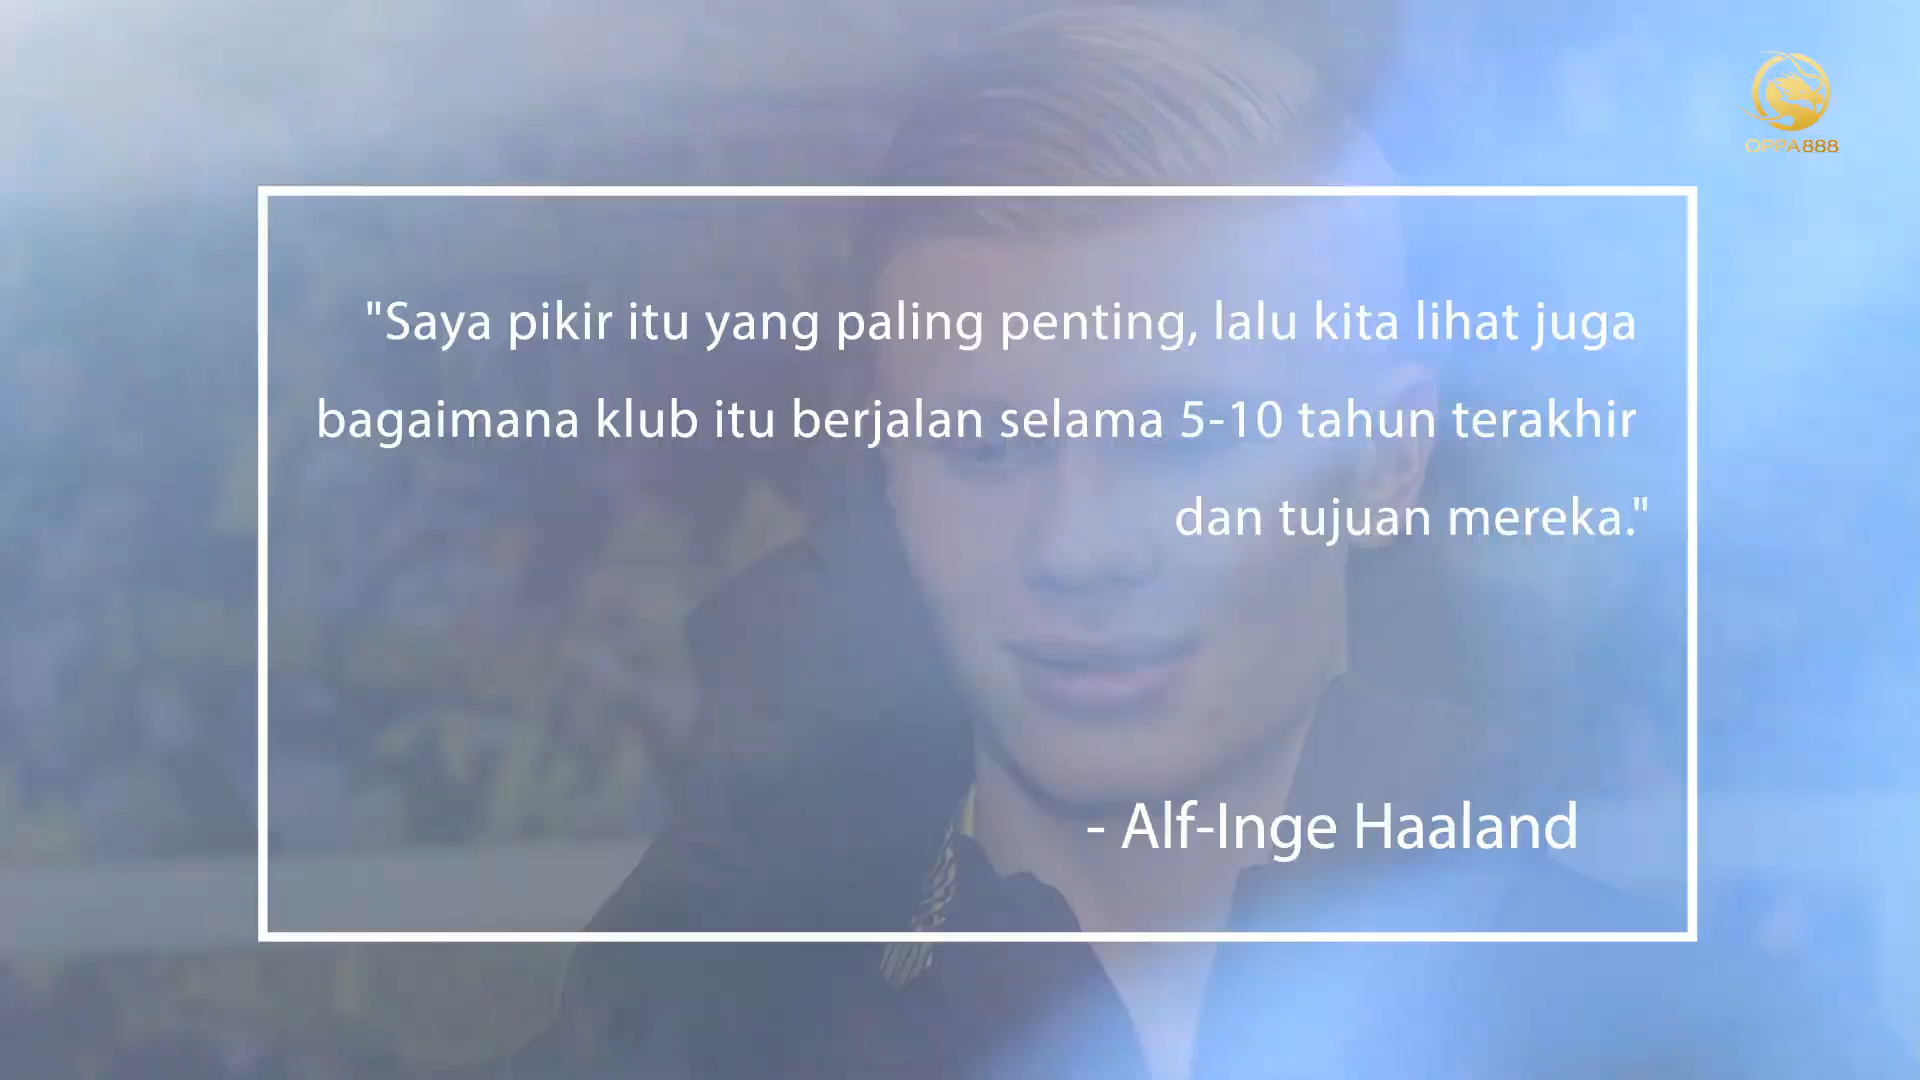 OPPA888
"Saya pikir itu yang paling penting, lalu kita lihat juga
bagaimana klub itu berjalan selama 5-10 tahun terakhir
dan tujuan mereka."
- Alf-Inge Haaland